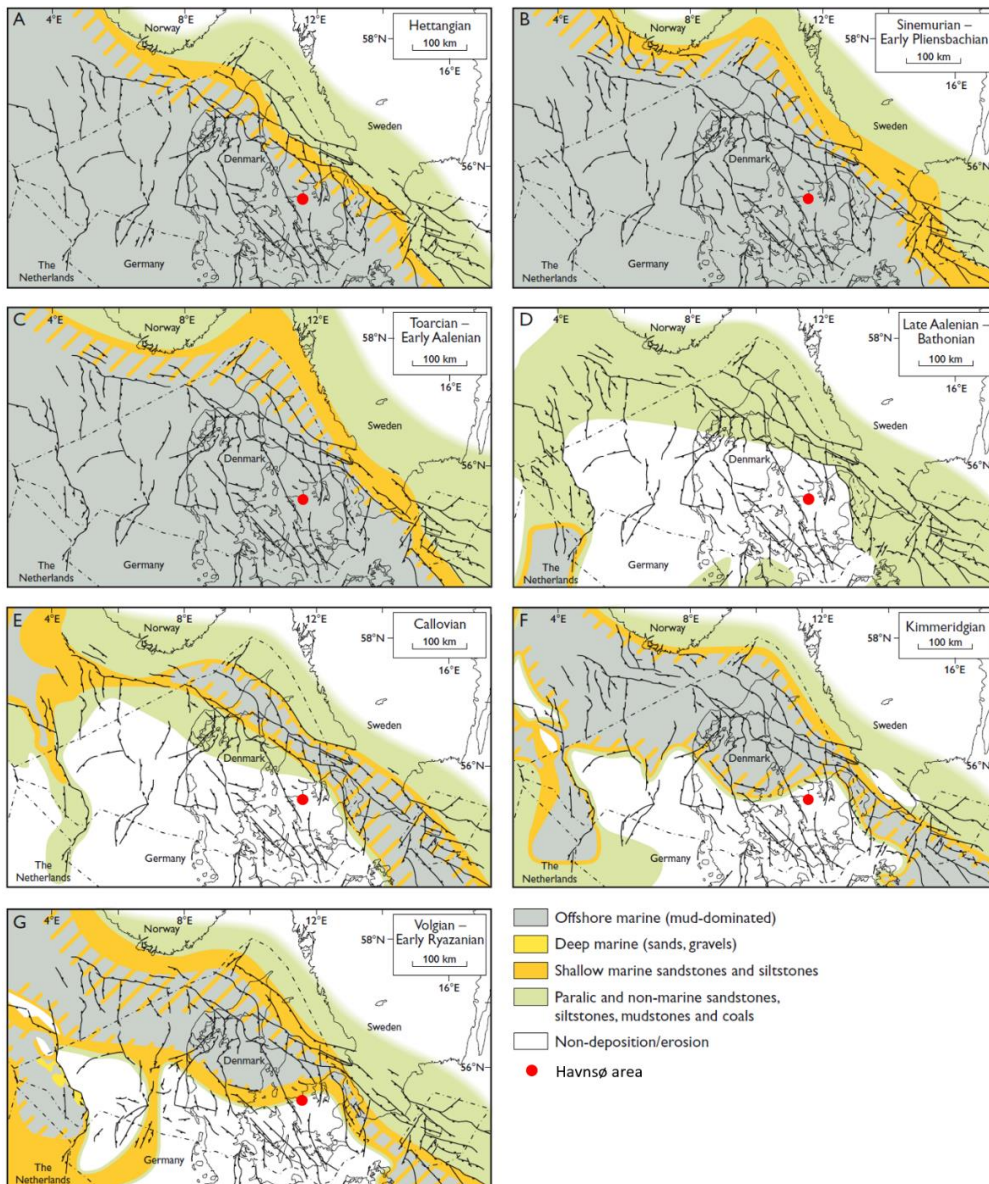 A
4°E
Norway
8°E
12°E
Hettangian
100 km
58°N
16°E
Sweden
56°N
Denmark
The
Netherlands
Germany
B
4°E
Norway
8°E
12°E
Sinemurian –
Early Pliensbachian
100 km
58°N
16°E
Sweden
56°N
Denmark
The
Netherlands
Germany
C
4°E
Norway
8°E
12°E
Toarcian –
Early Aalenian
100 km
58°N
16°E
Sweden
56°N
Denmark
The
Netherlands
Germany
D
4°E
Norway
8°E
12°E
Late Aalenian –
Bathonian
100 km
58°N
16°E
Sweden
56°N
Denmark
The
Netherlands
Germany
E
4°E
Norway
8°E
12°E
Callovian
100 km
58°N
16°E
Sweden
56°N
Denmark
The
Netherlands
Germany
F
4°E
Norway
8°E
12°E
Kimmeridgian
100 km
58°N
16°E
Sweden
56°N
Denmark
The
Netherlands
Germany
G
4°E
Norway
8°E
12°E
Volgian –
Early Ryazanian
100 km
58°N
16°E
Sweden
56°N
Denmark
The
Netherlands
Germany
Offshore marine (mud-dominated)
Deep marine (sands, gravels)
Shallow marine sandstones and siltstones
Paralic and non-marine sandstones,
siltstones, mudstones and coals
Non-deposition/erosion
Havnsø area